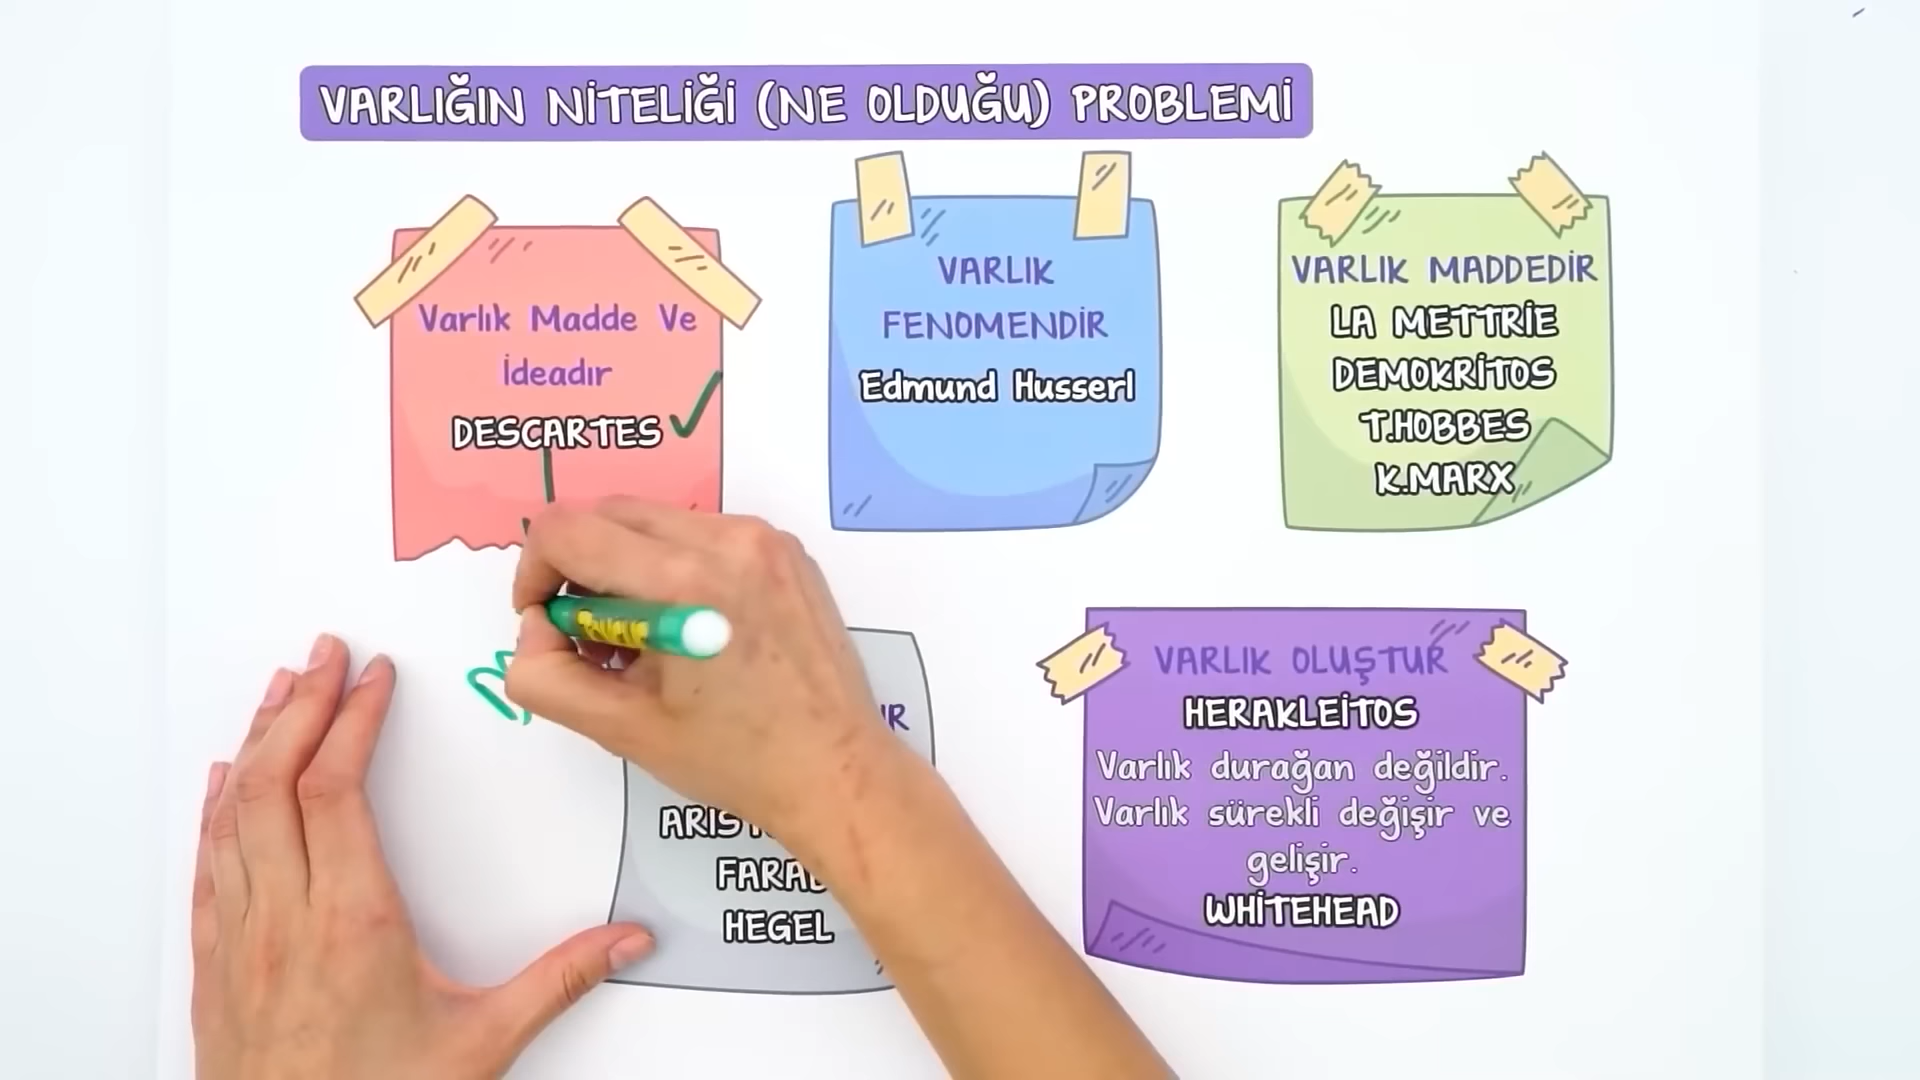 VARLIĞIN NİTELİĞİ (NE OLDUĞU) PROBLEMİ
Varlık Madde Ve
İdeadır
DESCARTES
VARLIK
FENOMENDİR
Edmund Husserl
VARLIK MADDEDİR
LA METTRİE
DEMOKRİTOS
T.HOBBES
K.MARX
HEGEL
VARLIK OLUŞTUR
HERAKLEİTOS
Varlık durağan değildir.
Varlık sürekli değişir ve
gelişir.
WHİTEHEAD